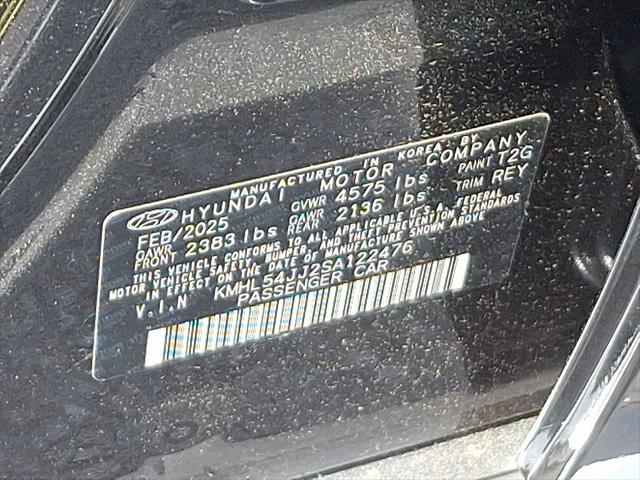 MANUFACTURED IN KOREA BY
HYUNDAI MOTOR COMPANY
FEB/2025 GVWR 4575 lbs PAINT T2G
GAWR FRONT 2383 lbs GAWR REAR 2136 lbs TRIM REY
THIS VEHICLE CONFORMS TO ALL APPLICABLE U.S.A. FEDERAL
MOTOR VEHICLE SAFETY, BUMPER, AND THEFT PREVENTION STANDARDS
IN EFFECT ON THE DATE OF MANUFACTURE SHOWN ABOVE
V.I.N KMHL54JJ2SA122476
PASSENGER CAR